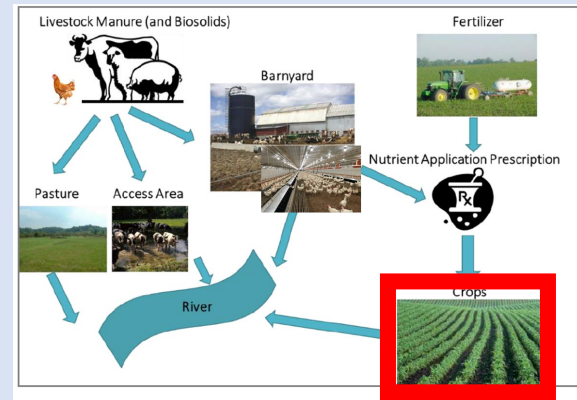 Livestock Manure (and Biosolids)
Fertilizer
Barnyard
Nutrient Application Prescription
Pasture
Access Area
Rx
River
Crops